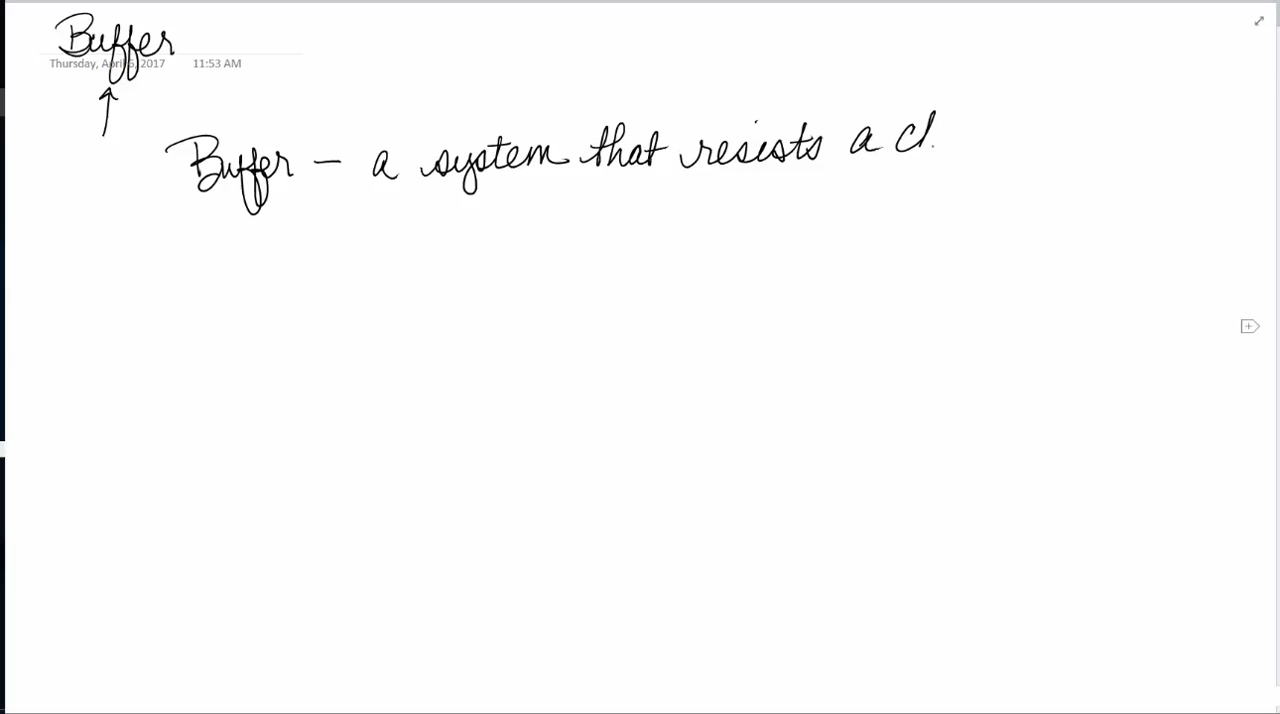 Buffer
Thursday, April 6, 2017 11:53 AM
Buffer – a system that resists a